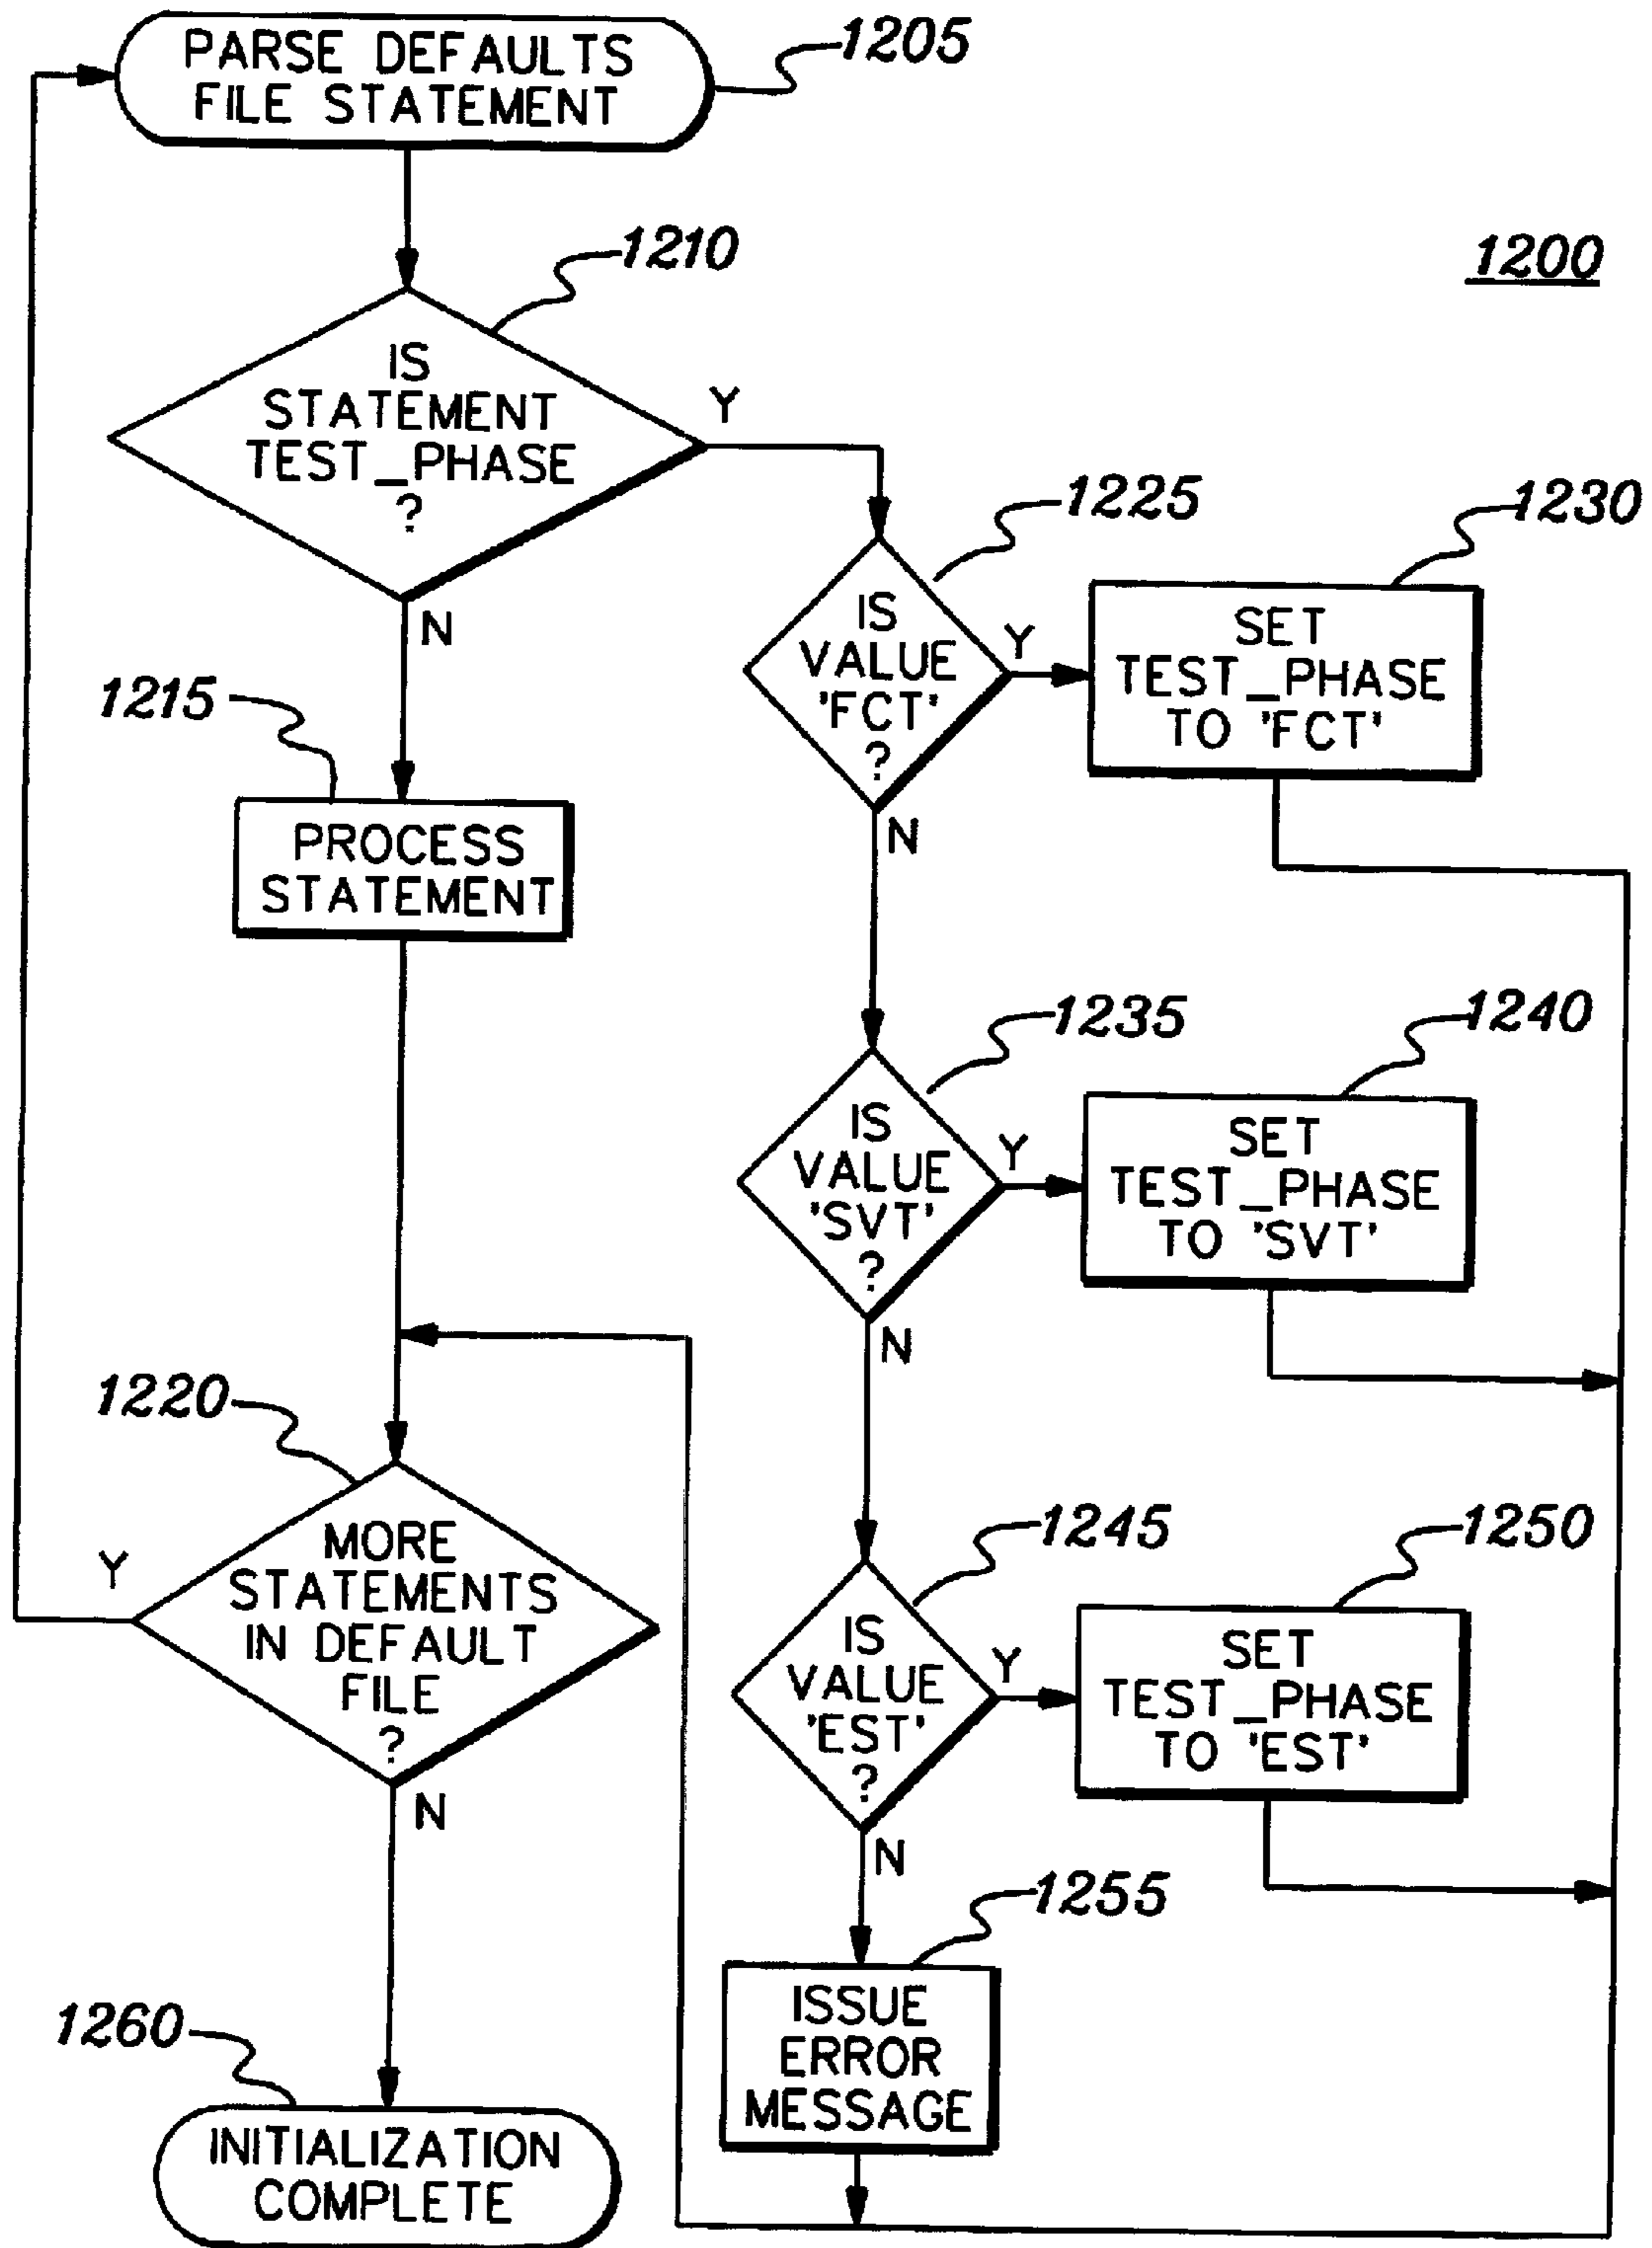 PARSE DEFAULTS
FILE STATEMENT
1205
1210
1200
IS
STATEMENT
TEST_PHASE
?
Y
N
1215
PROCESS
STATEMENT
1225
IS
VALUE
'FCT'
?
Y
N
1230
SET
TEST_PHASE
TO 'FCT'
1235
IS
VALUE
'SVT'
?
Y
N
1240
SET
TEST_PHASE
TO 'SVT'
1220
MORE
STATEMENTS
IN DEFAULT
FILE
?
Y
N
1245
IS
VALUE
'EST'
?
Y
N
1250
SET
TEST_PHASE
TO 'EST'
1255
ISSUE
ERROR
MESSAGE
1260
INITIALIZATION
COMPLETE